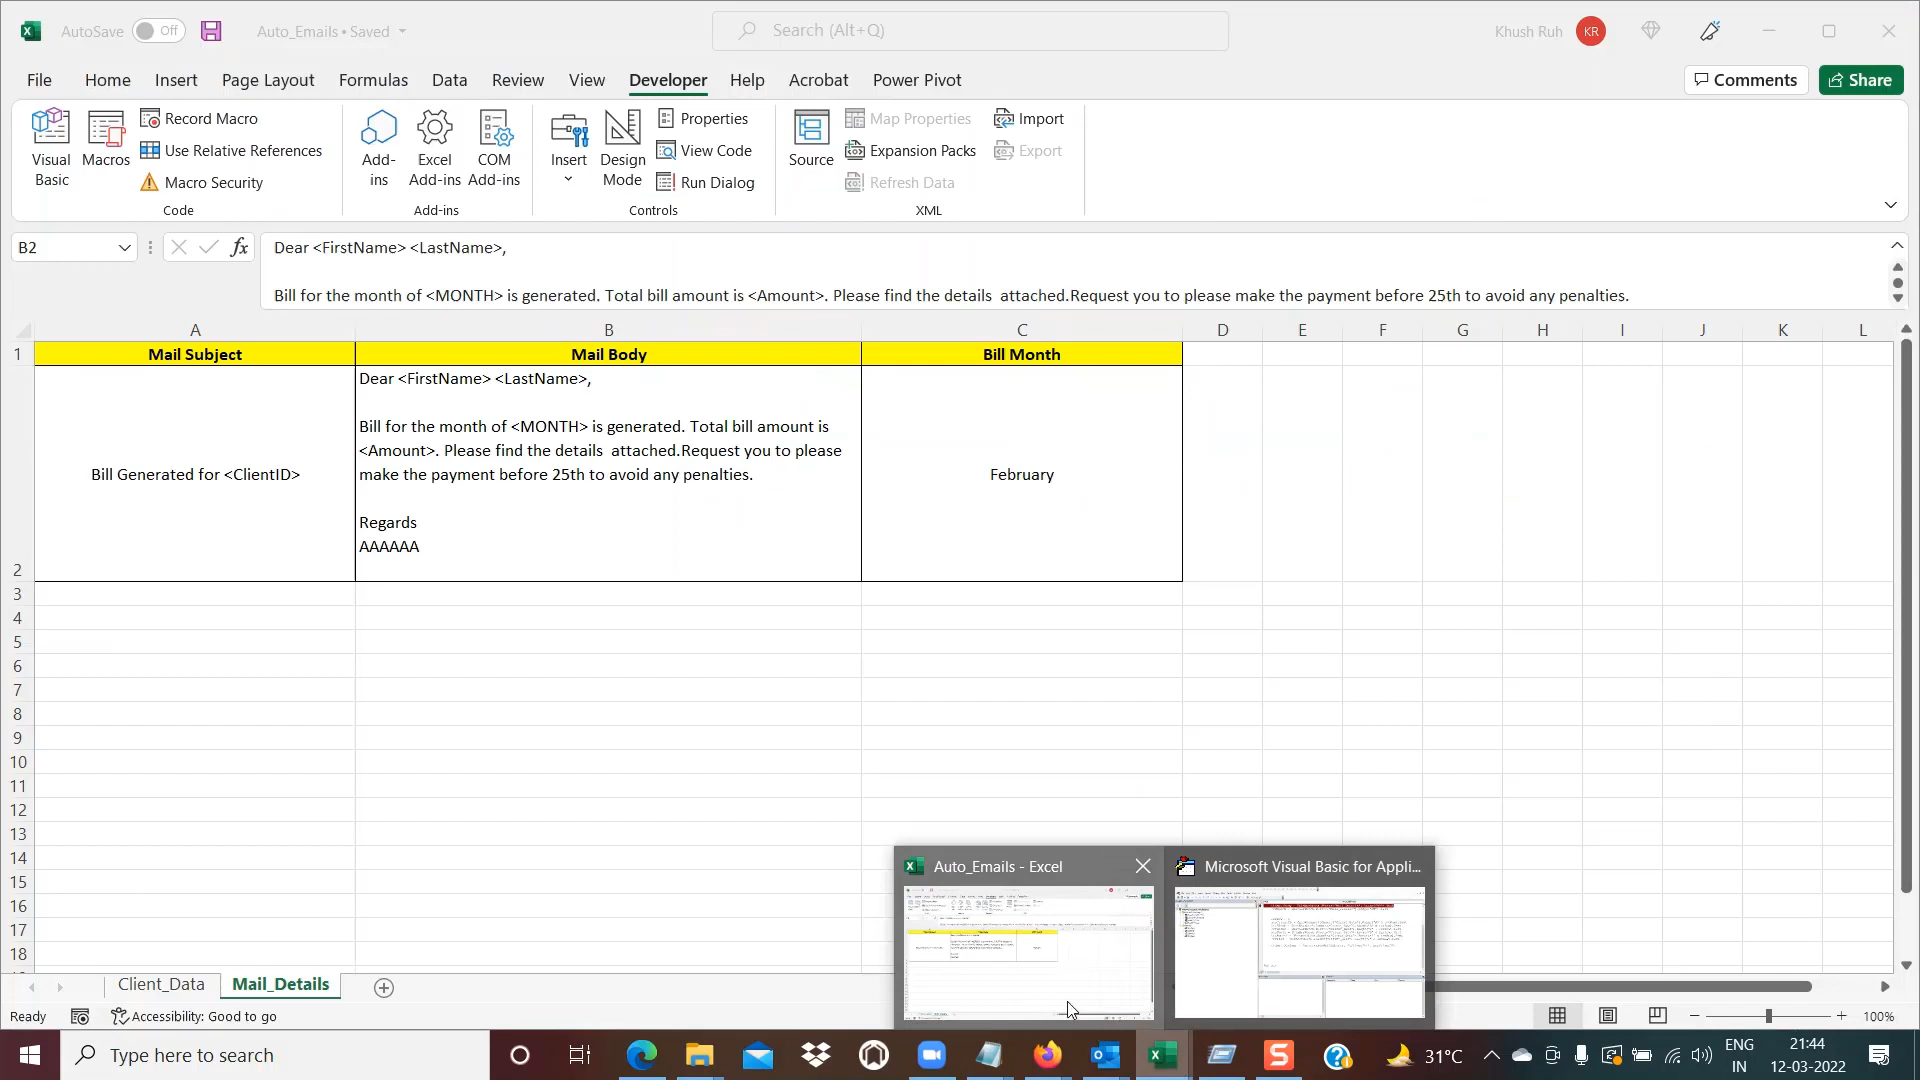 AutoSave Off Auto_Emails • Saved Search (Alt+Q) Khush Ruh KR
File Home Insert Page Layout Formulas Data Review View Developer Help Acrobat Power Pivot Comments Share
Visual Basic
Macros
Record Macro
Use Relative References
Macro Security
Code
Add-ins
Excel Add-ins
COM Add-ins
Add-ins
Insert
Design Mode
Properties
View Code
Run Dialog
Controls
Source
Map Properties
Expansion Packs
Refresh Data
Import
Export
XML
B2 fx Dear <FirstName> <LastName>,
Bill for the month of <MONTH> is generated. Total bill amount is <Amount>. Please find the details  attached.Request you to please make the payment before 25th to avoid any penalties.
A B C D E F G H I J K L
1 Mail Subject Mail Body Bill Month
Dear <FirstName> <LastName>,
Bill for the month of <MONTH> is generated. Total bill amount is
<Amount>. Please find the details  attached.Request you to please
make the payment before 25th to avoid any penalties.
Regards
AAAAAA
Bill Generated for <ClientID>
February
2
3
4
5
6
7
8
9
10
11
12
13
14
15
16
17
18
Auto_Emails - Excel
Microsoft Visual Basic for Appli...
Client_Data Mail_Details
Ready Accessibility: Good to go 100%
Type here to search 31°C ENG IN 21:44 12-03-2022